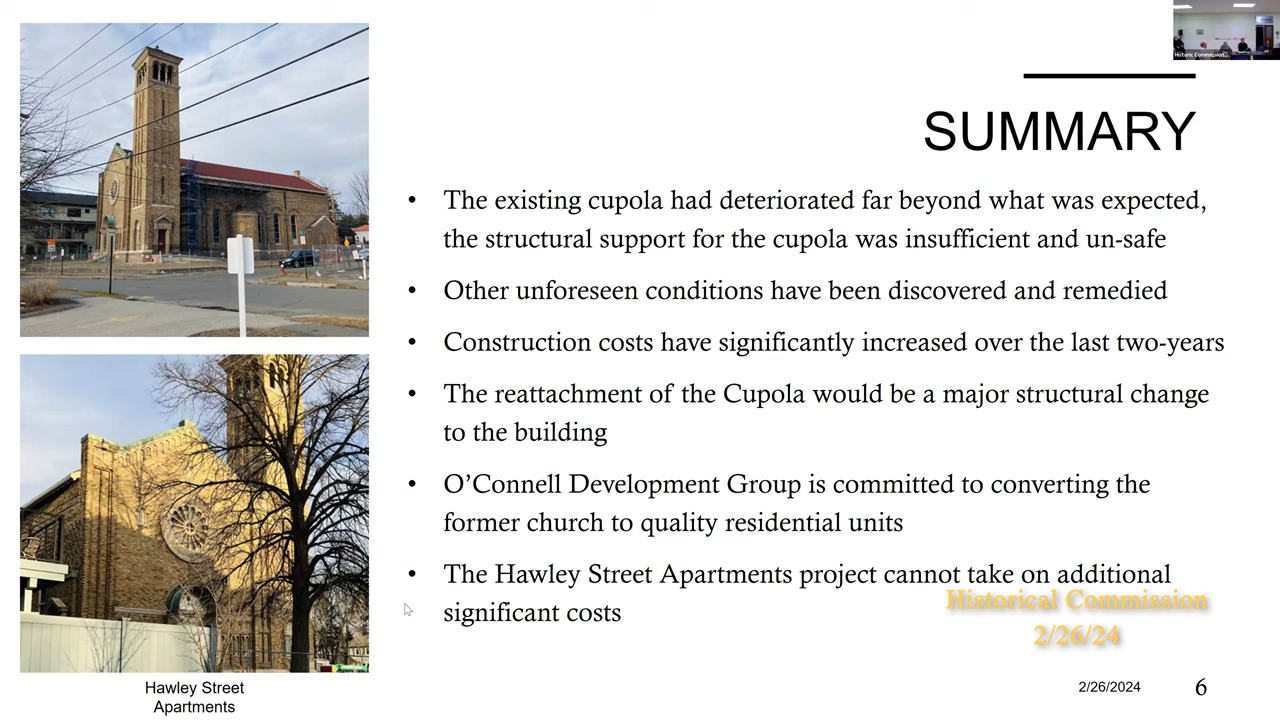 Historic Commission...
SUMMARY
• The existing cupola had deteriorated far beyond what was expected,
the structural support for the cupola was insufficient and un-safe
• Other unforeseen conditions have been discovered and remedied
• Construction costs have significantly increased over the last two-years
• The reattachment of the Cupola would be a major structural change
to the building
• O’Connell Development Group is committed to converting the
former church to quality residential units
• The Hawley Street Apartments project cannot take on additional
significant costs
Historical Commission
2/26/24
Hawley Street
Apartments
2/26/2024
6